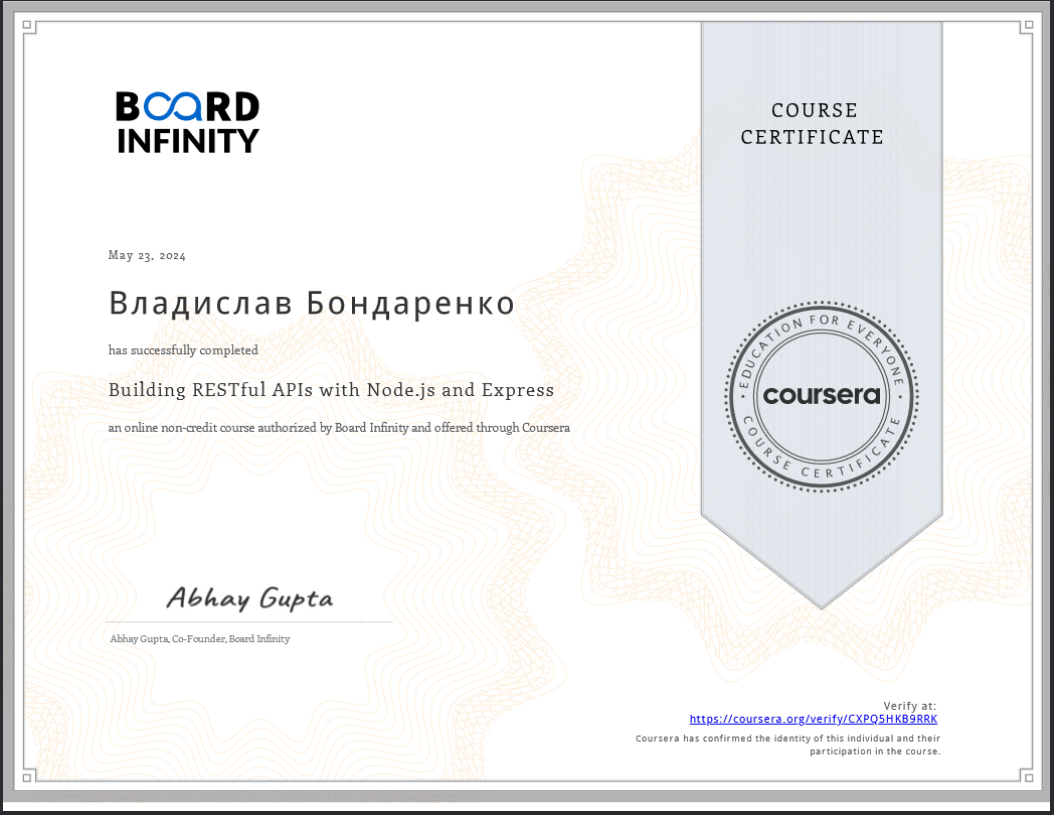 BOARD
INFINITY
COURSE
CERTIFICATE
May 23, 2024
Владислав Бондаренко
has successfully completed
Building RESTful APIs with Node.js and Express
an online non-credit course authorized by Board Infinity and offered through Coursera
EDUCATION FOR EVERYONE
coursera
COURSE CERTIFICATE
Abhay Gupta
Abhay Gupta, Co-Founder, Board Infinity
Verify at:
https://coursera.org/verify/CXPQ5HKB9RRK
Coursera has confirmed the identity of this individual and their
participation in the course.